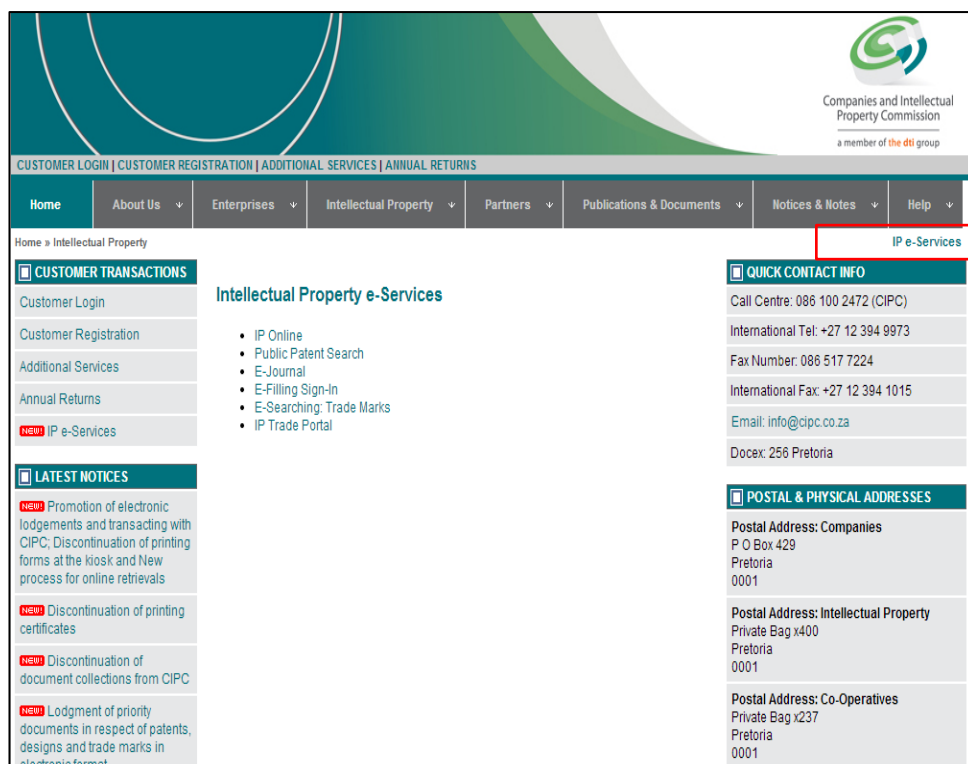 Companies and Intellectual
Property Commission
a member of the dti group
CUSTOMER LOGIN | CUSTOMER REGISTRATION | ADDITIONAL SERVICES | ANNUAL RETURNS
Home About Us Enterprises Intellectual Property Partners Publications & Documents Notices & Notes Help
Home » Intellectual Property
IP e-Services
CUSTOMER TRANSACTIONS
Customer Login
Customer Registration
Additional Services
Annual Returns
NEW! IP e-Services
LATEST NOTICES
NEW! Promotion of electronic
lodgements and transacting with
CIPC; Discontinuation of printing
forms at the kiosk and New
process for online retrievals
NEW! Discontinuation of printing
certificates
NEW! Discontinuation of
document collections from CIPC
NEW! Lodgment of priority
documents in respect of patents,
designs and trade marks in
electronic format
Intellectual Property e-Services
• IP Online
• Public Patent Search
• E-Journal
• E-Filling Sign-In
• E-Searching: Trade Marks
• IP Trade Portal
QUICK CONTACT INFO
Call Centre: 086 100 2472 (CIPC)
International Tel: +27 12 394 9973
Fax Number: 086 517 7224
International Fax: +27 12 394 1015
Email: info@cipc.co.za
Docex: 256 Pretoria
POSTAL & PHYSICAL ADDRESSES
Postal Address: Companies
P O Box 429
Pretoria
0001
Postal Address: Intellectual Property
Private Bag x400
Pretoria
0001
Postal Address: Co-Operatives
Private Bag x237
Pretoria
0001